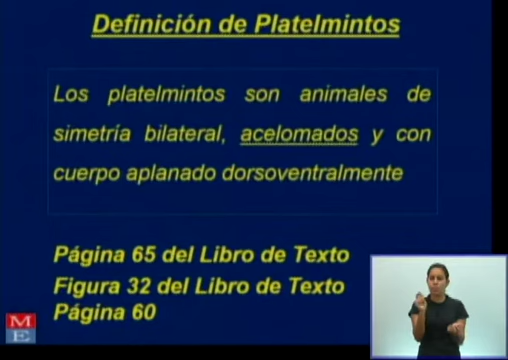 Definición de Platelmintos
Los platelmintos son animales de
simetría bilateral, acelomados y con
cuerpo aplanado dorsoventralmente
Página 65 del Libro de Texto
Figura 32 del Libro de Texto
Página 60
M
E